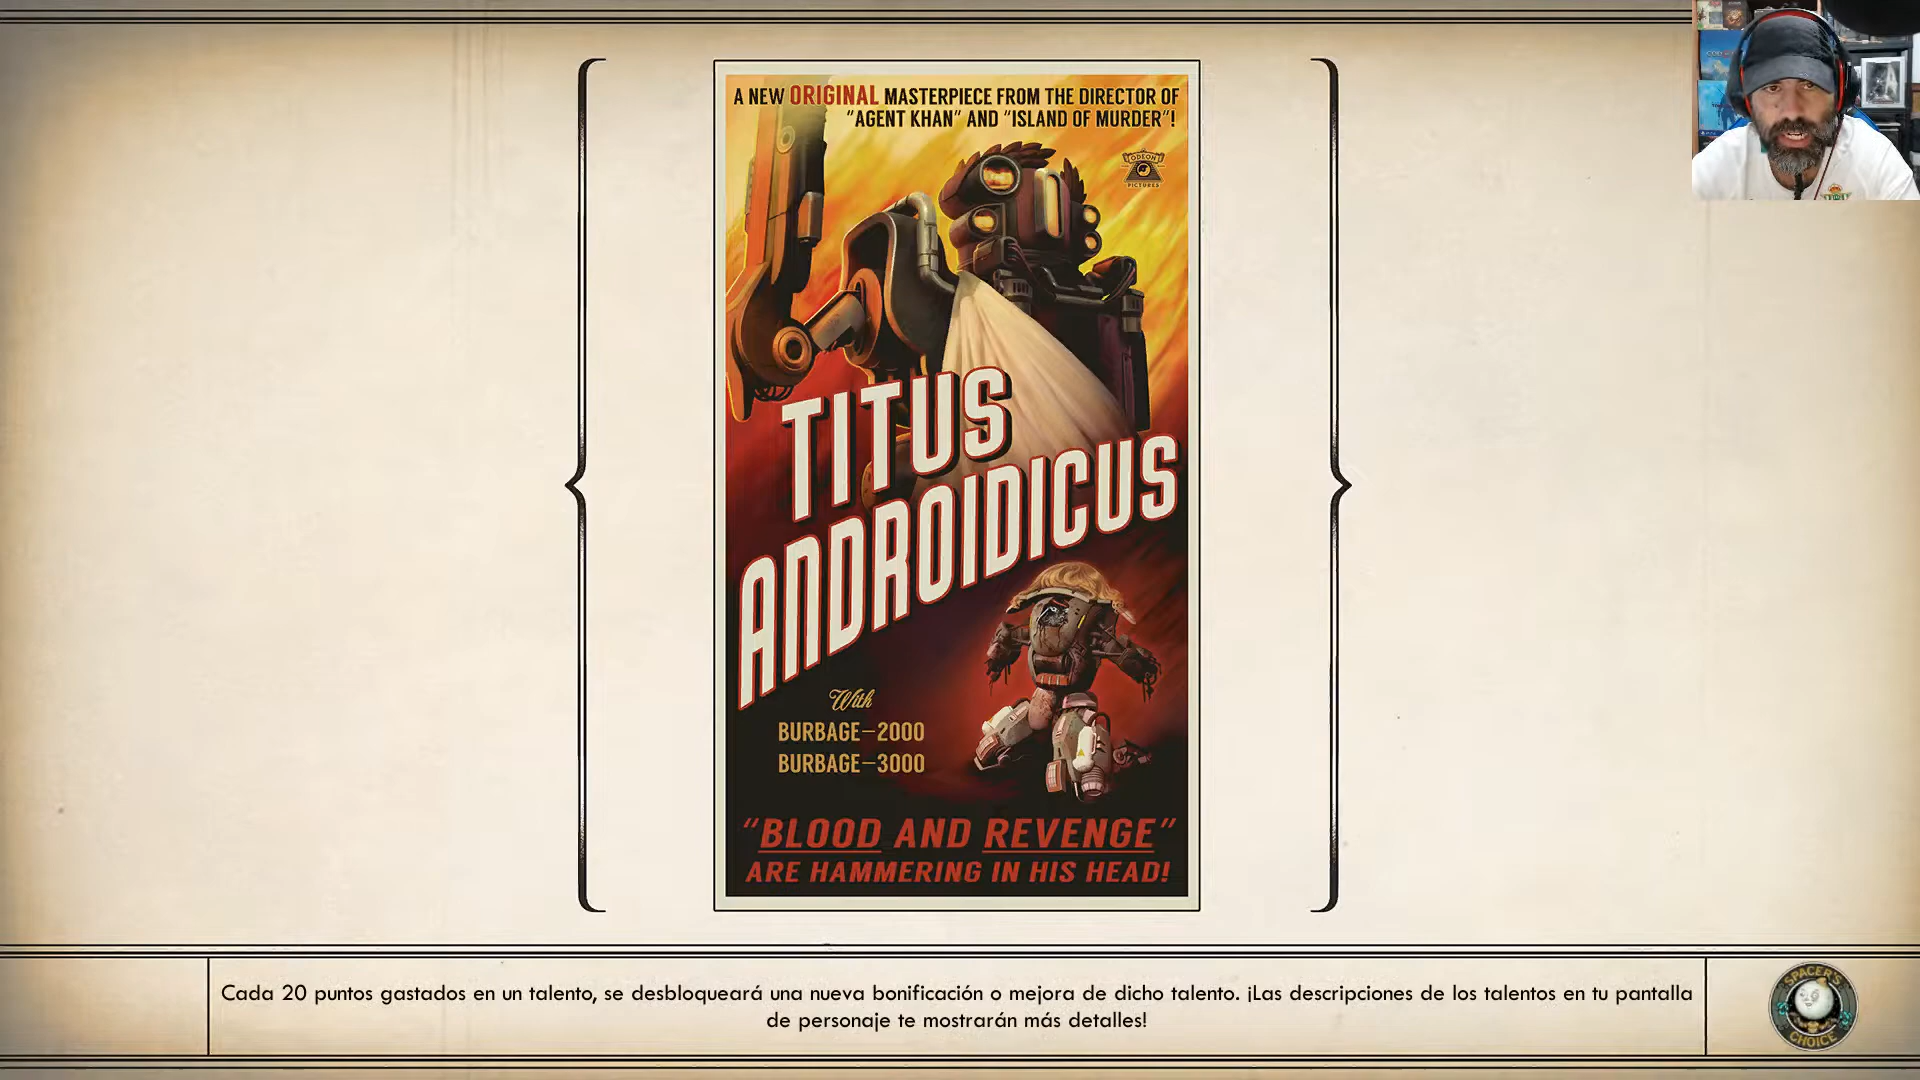 A NEW ORIGINAL MASTERPIECE FROM THE DIRECTOR OF
"AGENT KHAN" AND "ISLAND OF MURDER"!
ODEON
PICTURES
TITUS
ANDROIDICUS
With
BURBAGE-2000
BURBAGE-3000
"BLOOD AND REVENGE"
ARE HAMMERING IN HIS HEAD!
Cada 20 puntos gastados en un talento, se desbloqueará una nueva bonificación o mejora de dicho talento. ¡Las descripciones de los talentos en tu pantalla
de personaje te mostrarán más detalles!
SPACER'S
CHOICE